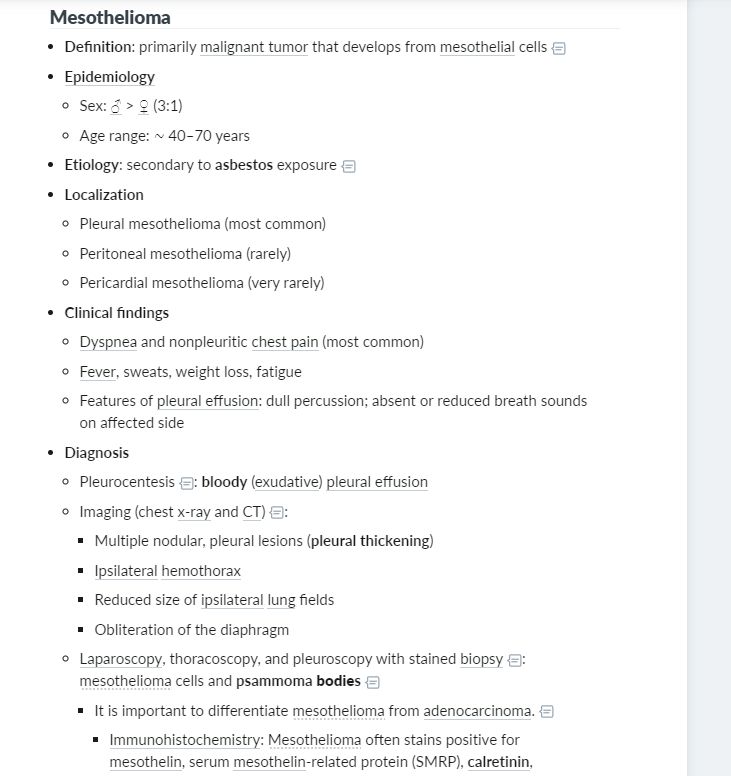 Mesothelioma
• Definition: primarily malignant tumor that develops from mesothelial cells
• Epidemiology
○ Sex: ♂ > ♀ (3:1)
○ Age range: ~ 40–70 years
• Etiology: secondary to asbestos exposure
• Localization
○ Pleural mesothelioma (most common)
○ Peritoneal mesothelioma (rarely)
○ Pericardial mesothelioma (very rarely)
• Clinical findings
○ Dyspnea and nonpleuritic chest pain (most common)
○ Fever, sweats, weight loss, fatigue
○ Features of pleural effusion: dull percussion; absent or reduced breath sounds
on affected side
• Diagnosis
○ Pleurocentesis : bloody (exudative) pleural effusion
○ Imaging (chest x-ray and CT) :
▪ Multiple nodular, pleural lesions (pleural thickening)
▪ Ipsilateral hemothorax
▪ Reduced size of ipsilateral lung fields
▪ Obliteration of the diaphragm
○ Laparoscopy, thoracoscopy, and pleuroscopy with stained biopsy :
mesothelioma cells and psammoma bodies
▪ It is important to differentiate mesothelioma from adenocarcinoma.
▪ Immunohistochemistry: Mesothelioma often stains positive for
mesothelin, serum mesothelin-related protein (SMRP), calretinin,